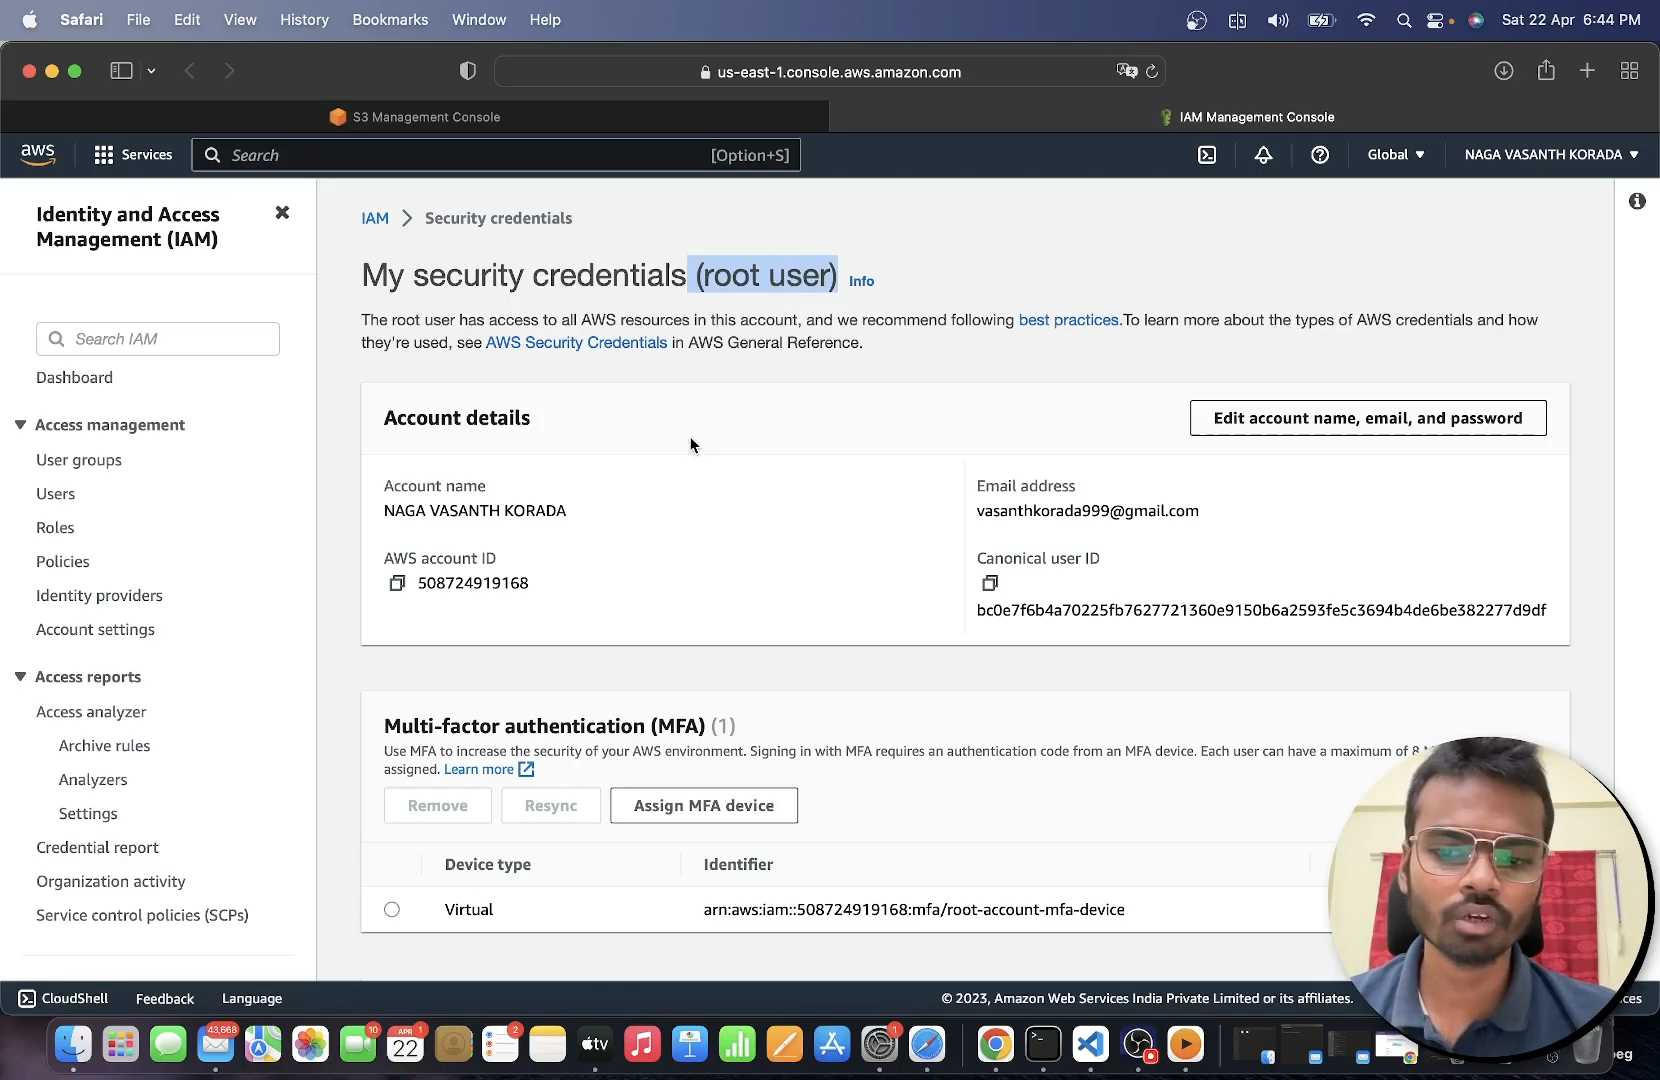 Safari File Edit View History Bookmarks Window Help Sat 22 Apr 6:44 PM
us-east-1.console.aws.amazon.com
S3 Management Console IAM Management Console
aws Services Search [Option+S] Global NAGA VASANTH KORADA
Identity and Access
Management (IAM)
Search IAM
Dashboard
Access management
User groups
Users
Roles
Policies
Identity providers
Account settings
Access reports
Access analyzer
Archive rules
Analyzers
Settings
Credential report
Organization activity
Service control policies (SCPs)
IAM > Security credentials
My security credentials (root user) Info
The root user has access to all AWS resources in this account, and we recommend following best practices.To learn more about the types of AWS credentials and how
they're used, see AWS Security Credentials in AWS General Reference.
Account details
Edit account name, email, and password
Account name
NAGA VASANTH KORADA
Email address
vasanthkorada999@gmail.com
AWS account ID
508724919168
Canonical user ID
bc0e7f6b4a70225fb7627721360e9150b6a2593fe5c3694b4de6be382277d9df
Multi-factor authentication (MFA) (1)
Use MFA to increase the security of your AWS environment. Signing in with MFA requires an authentication code from an MFA device. Each user can have a maximum of 8
assigned. Learn more
Remove Resync Assign MFA device
Device type Identifier
Virtual arn:aws:iam::508724919168:mfa/root-account-mfa-device
CloudShell Feedback Language © 2023, Amazon Web Services India Private Limited or its affiliates.
43,668 10 APR 1 22 2 tv 1